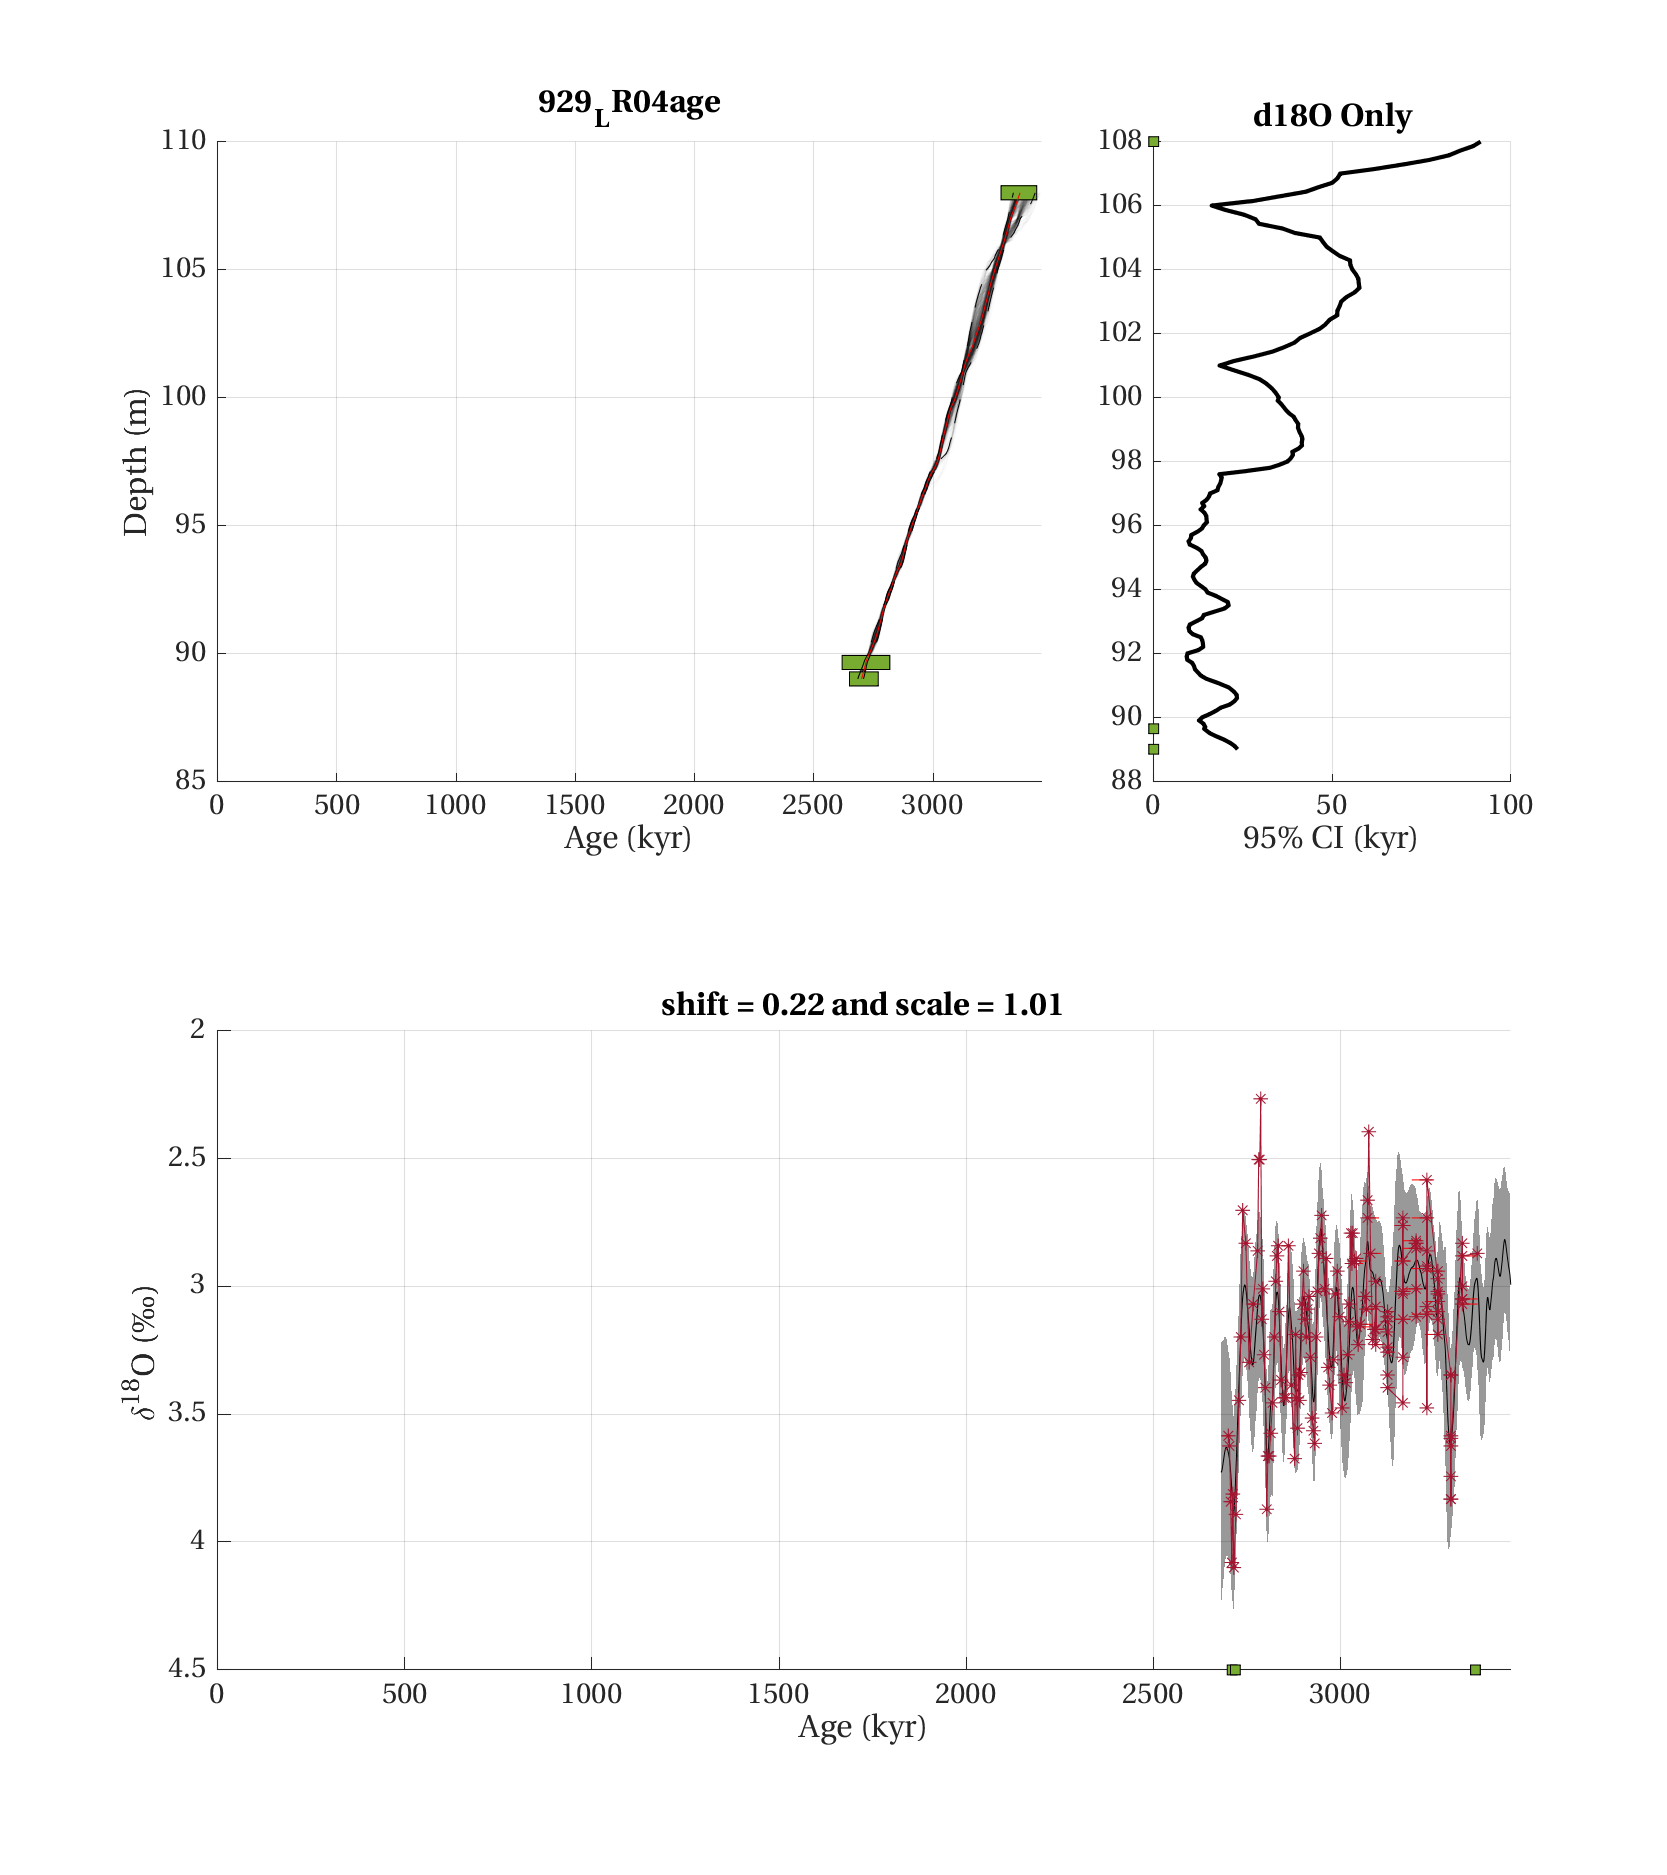 929LR04age
110
105
100
95
90
85
Depth (m)
0 500 1000 1500 2000 2500 3000
Age (kyr)
d18O Only
108
106
104
102
100
98
96
94
92
90
88
0 50 100
95% CI (kyr)
shift = 0.22 and scale = 1.01
2
2.5
3
3.5
4
4.5
δ18O (‰)
0 500 1000 1500 2000 2500 3000
Age (kyr)